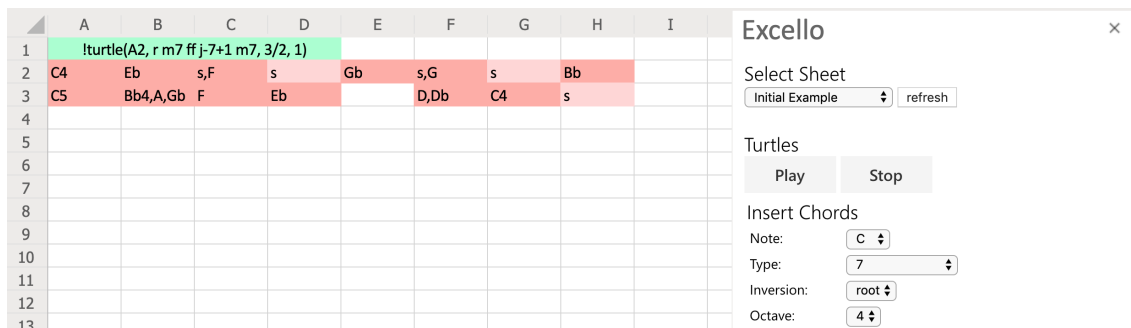 A B C D E F G H I
1 !turtle(A2, r m7 ff j-7+1 m7, 3/2, 1)
2 C4 Eb s,F s Gb s,G s Bb
3 C5 Bb4,A,Gb F Eb D,Db C4 s
4
5
6
7
8
9
10
11
12
13
Excello ×
Select Sheet
Initial Example refresh
Turtles
Play Stop
Insert Chords
Note: C
Type: 7
Inversion: root
Octave: 4